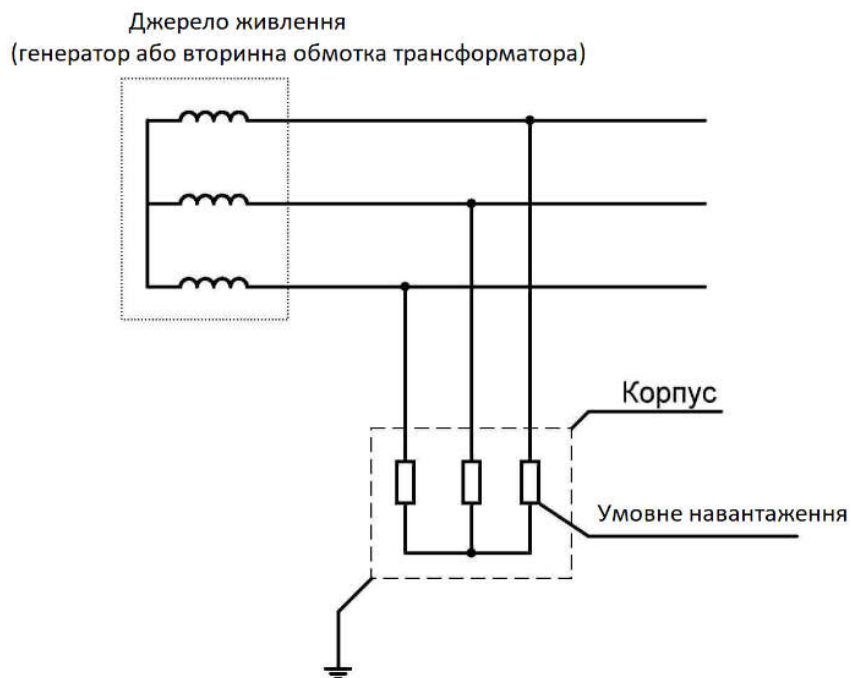 Джерело живлення
(генератор або вторинна обмотка трансформатора)
Корпус
Умовне навантаження